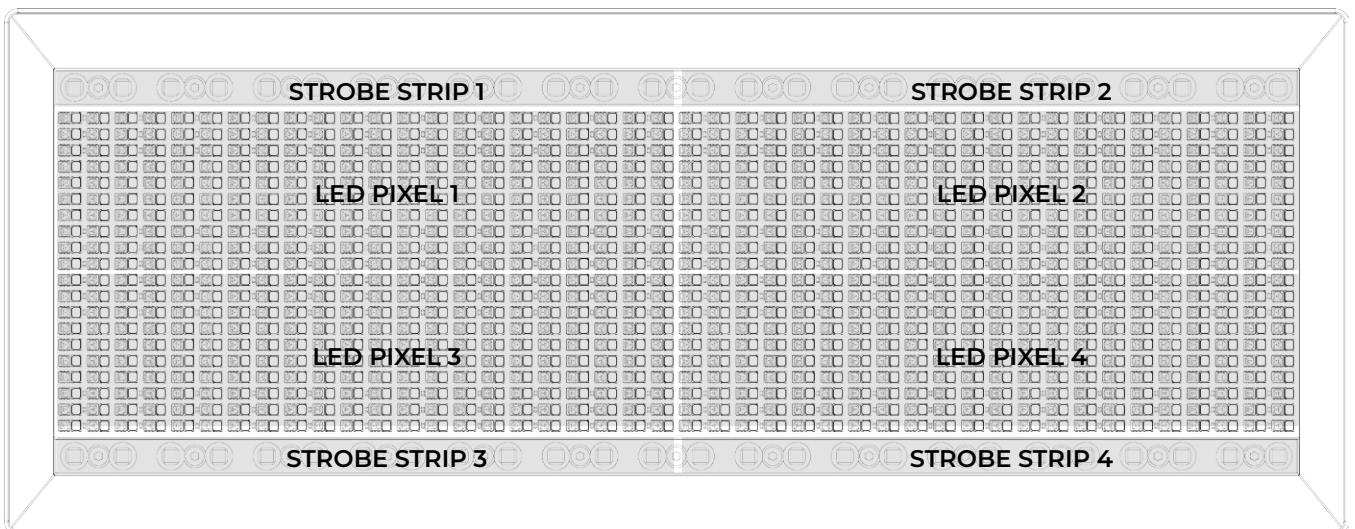 STROBE STRIP 1 STROBE STRIP 2
LED PIXEL 1 LED PIXEL 2
LED PIXEL 3 LED PIXEL 4
STROBE STRIP 3 STROBE STRIP 4